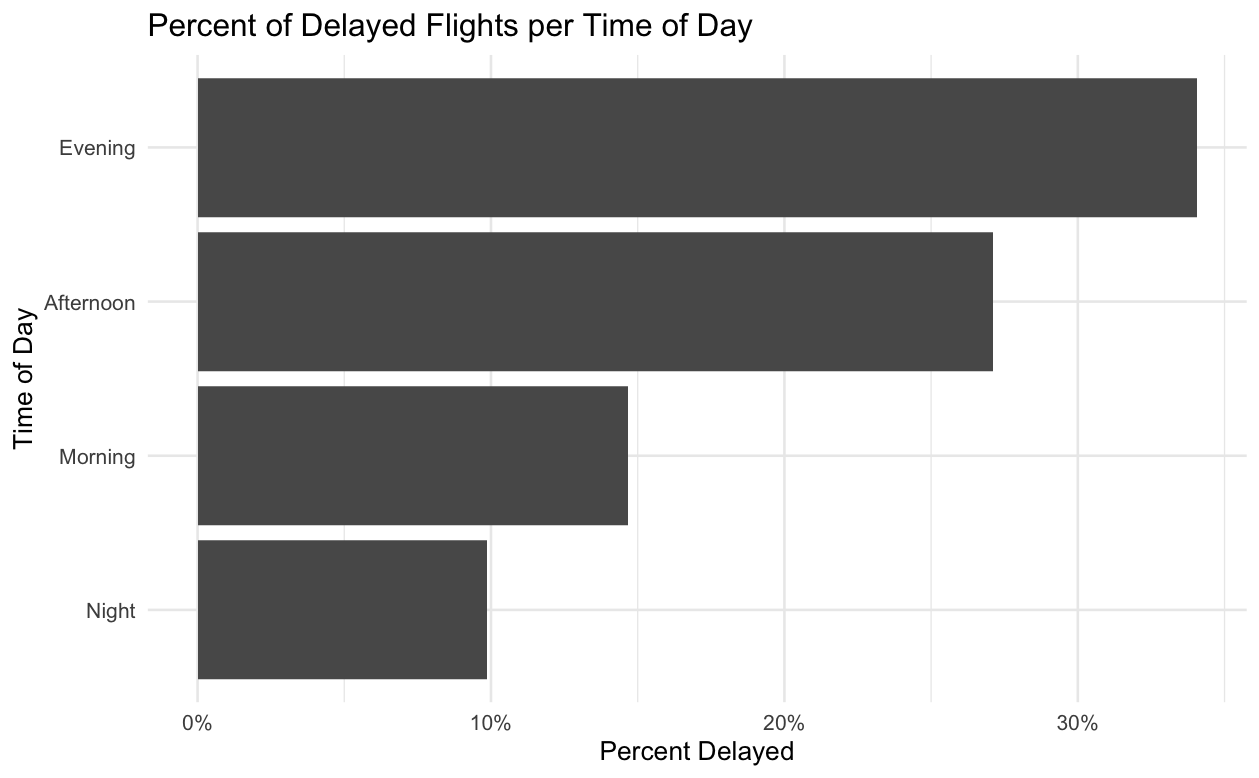 Percent of Delayed Flights per Time of Day
Time of Day
Evening
Afternoon
Morning
Night
0% 10% 20% 30%
Percent Delayed